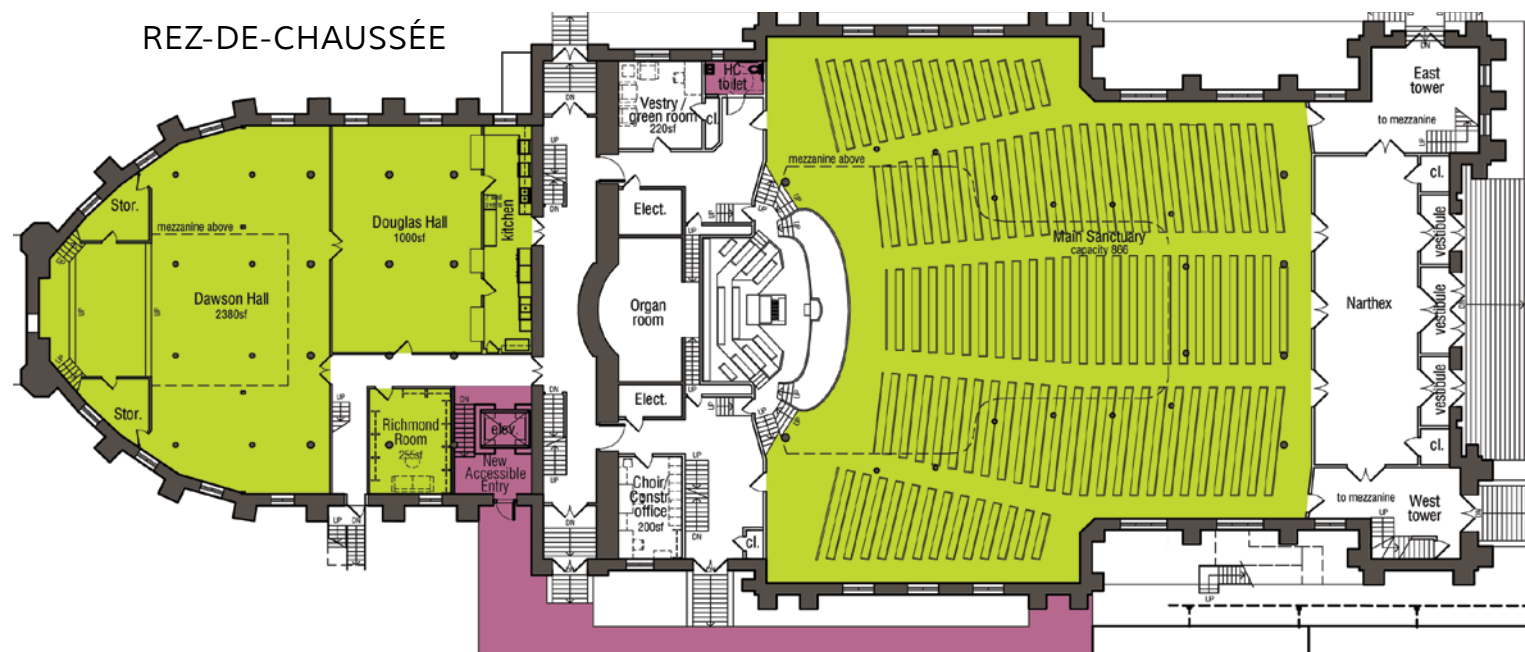 REZ-DE-CHAUSSÉE
HC
toilet
Vestry /
green room
220sf
cl.
East
tower
to mezzanine
UP
DN
mezzanine above
Stor.
mezzanine above
Douglas Hall
1000sf
kitchen
Elect.
cl.
vestibule
Main Sanctuary
capacity 866
Dawson Hall
2380sf
Organ
room
Narthex
vestibule
Stor.
Elect.
vestibule
Richmond
Room
255sf
elev.
New
Accessible
Entry
Choir/
Constr.
office
200sf
cl.
cl.
to mezzanine
West
tower
UP
DN